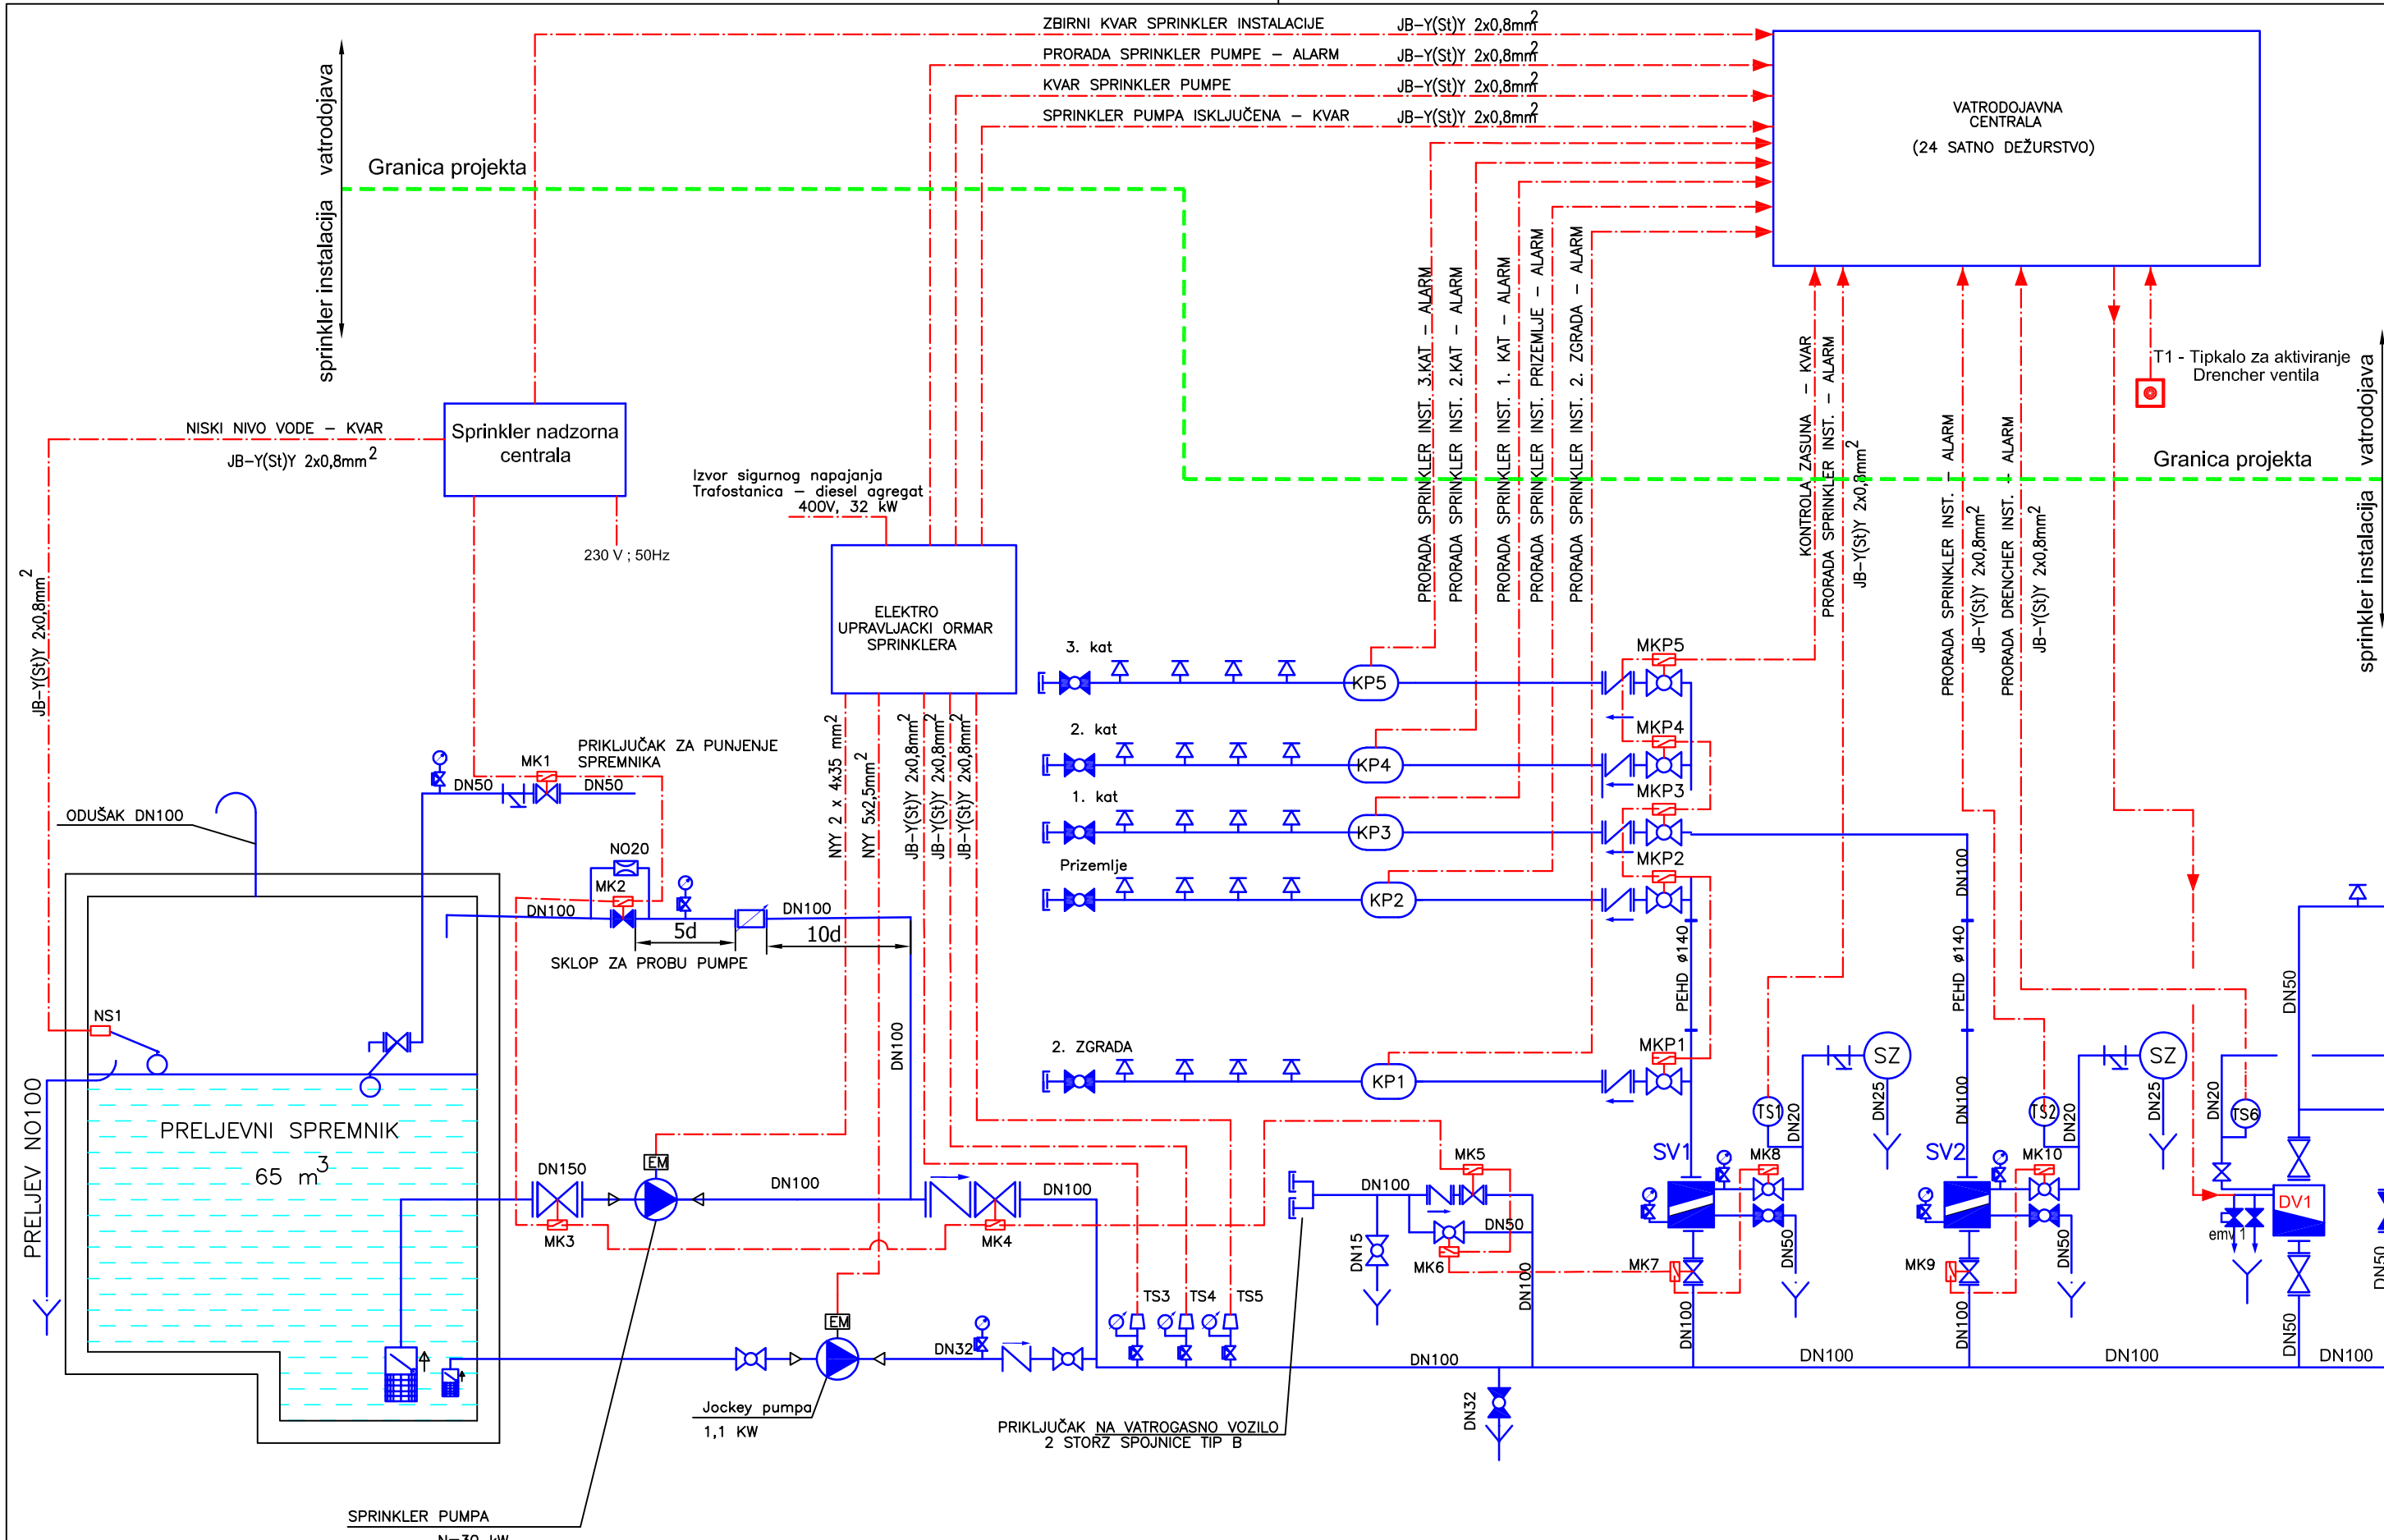 ZBIRNI KVAR SPRINKLER INSTALACIJE
JB-Y(St)Y 2x0,8mm2
PRORADA SPRINKLER PUMPE - ALARM
JB-Y(St)Y 2x0,8mm2
KVAR SPRINKLER PUMPE
JB-Y(St)Y 2x0,8mm2
SPRINKLER PUMPA ISKLJUČENA - KVAR
JB-Y(St)Y 2x0,8mm2
VATRODOJAVNA
CENTRALA
(24 SATNO DEŽURSTVO)
vatrodojava
sprinkler instalacija
Granica projekta
T1 - Tipkalo za aktiviranje
Drencher ventila
Granica projekta
vatrodojava
sprinkler instalacija
NISKI NIVO VODE - KVAR
JB-Y(St)Y 2x0,8mm2
Sprinkler nadzorna
centrala
230 V ; 50Hz
Izvor sigurnog napajanja
Trafostanica - diesel agregat
400V, 32 kW
ELEKTRO
UPRAVLJACKI ORMAR
SPRINKLERA
PRORADA SPRINKLER INST. 3.KAT - ALARM
PRORADA SPRINKLER INST. 2.KAT - ALARM
PRORADA SPRINKLER INST. 1. KAT - ALARM
PRORADA SPRINKLER INST. PRIZEMLJE - ALARM
PRORADA SPRINKLER INST. 2. ZGRADA - ALARM
KONTROLA ZASUNA - KVAR
PRORADA SPRINKLER INST. - ALARM
JB-Y(St)Y 2x0,8mm2
PRORADA SPRINKLER INST. - ALARM
JB-Y(St)Y 2x0,8mm2
PRORADA DRENCHER INST. - ALARM
JB-Y(St)Y 2x0,8mm2
JB-Y(St)Y 2x0,8mm2
NYY 2 x 4x35 mm2
NYY 5x2,5mm2
JB-Y(St)Y 2x0,8mm2
JB-Y(St)Y 2x0,8mm2
JB-Y(St)Y 2x0,8mm2
3. kat
KP5
MKP5
2. kat
KP4
MKP4
1. kat
KP3
MKP3
Prizemlje
KP2
MKP2
2. ZGRADA
KP1
MKP1
PRIKLJUČAK ZA PUNJENJE
SPREMNIKA
MK1
DN50
DN50
ODUŠAK DN100
NO20
MK2
DN100
DN100
5d
10d
SKLOP ZA PROBU PUMPE
DN100
NS1
PRELJEV NO100
PRELJEVNI SPREMNIK
65 m3
DN150
MK3
EM
DN100
MK4
DN100
EM
DN32
Jockey pumpa
1,1 KW
SPRINKLER PUMPA
N=30 kW
TS3
TS4
TS5
PRIKLJUČAK NA VATROGASNO VOZILO
2 STORZ SPOJNICE TIP B
DN100
DN15
MK5
DN50
MK6
DN100
DN100
DN32
DN100
PEHD ø140
PEHD ø140
TS1
DN20
SZ
DN25
SV1
MK8
DN50
MK7
DN100
DN100
DN100
TS2
DN20
SZ
DN25
SV2
MK10
DN50
MK9
DN100
DN100
DN20
TS6
DN50
DV1
emv 1
DN50
DN100
DN50